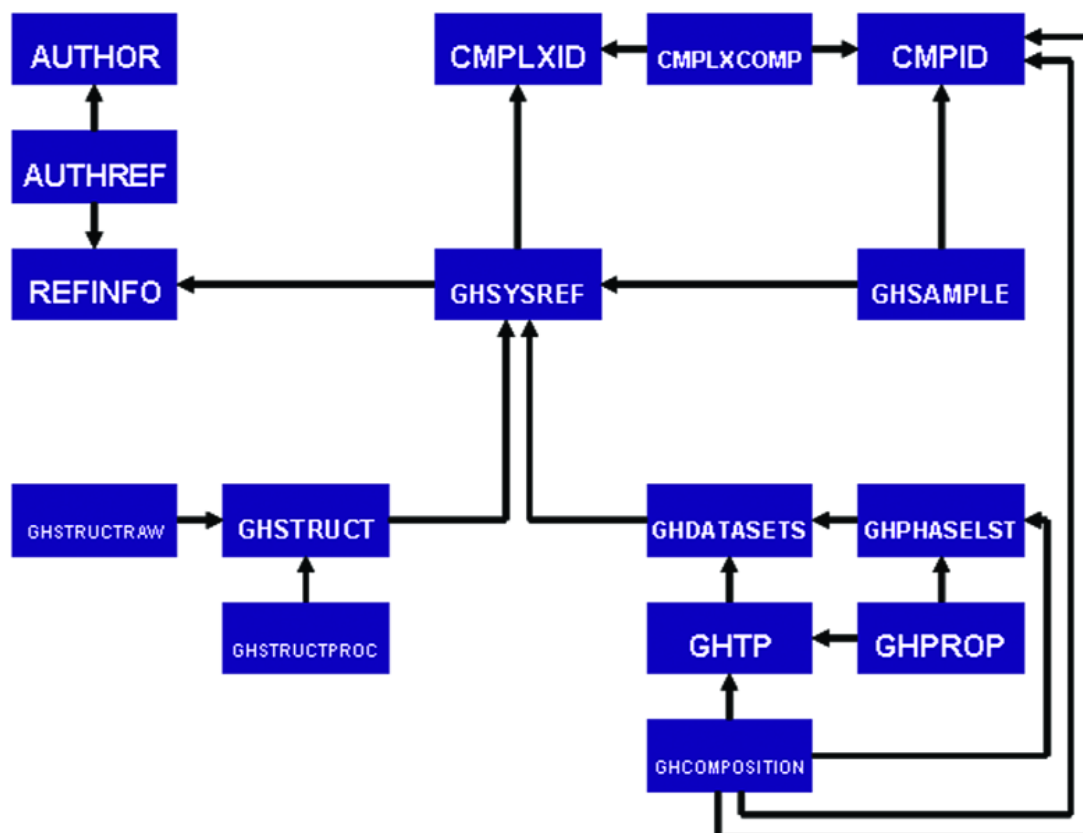 AUTHOR
CMPLXID
CMPLXCOMP
CMPID
AUTHREF
REFINFO
GHSYSREF
GHSAMPLE
GHSTRUCTRAW
GHSTRUCT
GHDATASETS
GHPHASELST
GHSTRUCTPROC
GHTP
GHPROP
GHCOMPOSITION